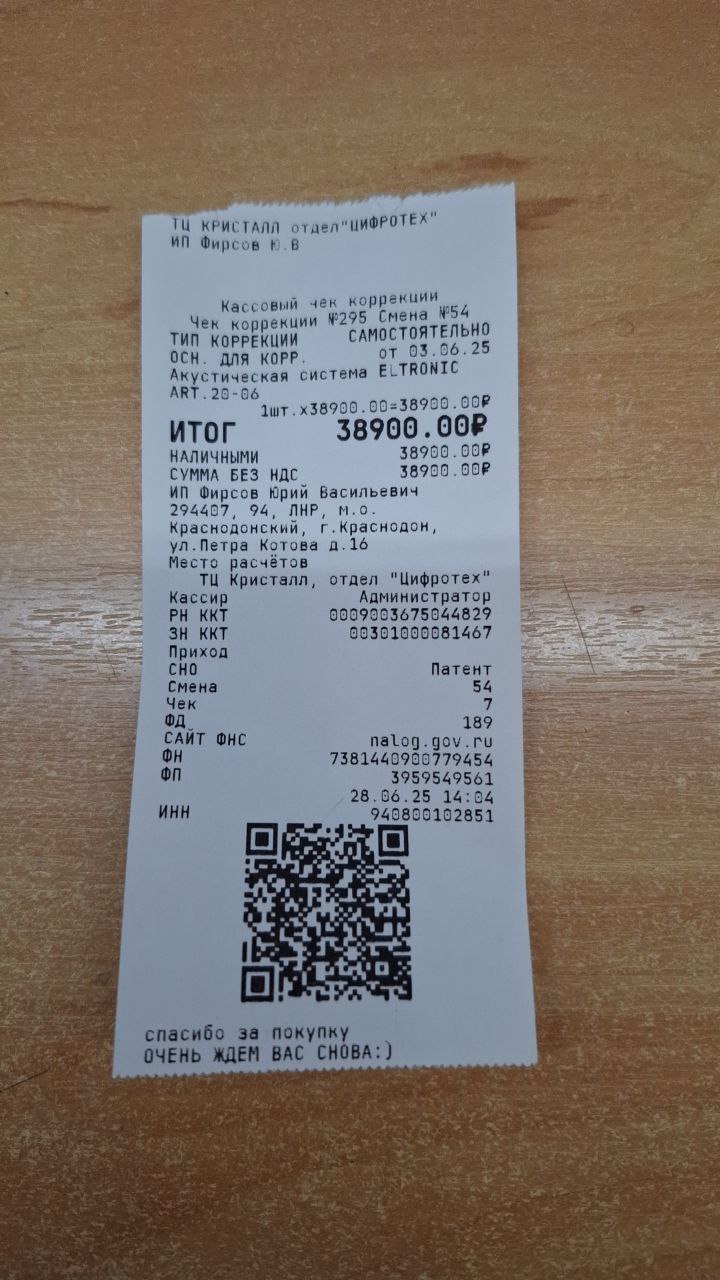 ТЦ КРИСТАЛЛ отдел"ЦИФРОТЕХ"
ИП Фирсов Ю.В
Кассовый чек коррекции
Чек коррекции №295 Смена №54
ТИП КОРРЕКЦИИ САМОСТОЯТЕЛЬНО
ОСН. ДЛЯ КОРР. от 03.06.25
Акустическая система ELTRONIC
ART.20-06
1шт.x38900.00=38900.00₽
ИТОГ 38900.00₽
НАЛИЧНЫМИ 38900.00₽
СУММА БЕЗ НДС 38900.00₽
ИП Фирсов Юрий Васильевич
294407, 94, ЛНР, м.о.
Краснодонский, г.Краснодон,
ул.Петра Котова д.16
Место расчётов
ТЦ Кристалл, отдел "Цифротех"
Кассир Администратор
РН ККТ 0009003675044829
ЗН ККТ 00301000081467
Приход
СНО Патент
Смена 54
Чек 7
ФД 189
САЙТ ФНС nalog.gov.ru
ФН 7381440900779454
ФП 3959549561
28.06.25 14:04
ИНН 940800102851
спасибо за покупку
ОЧЕНЬ ЖДЕМ ВАС СНОВА:)